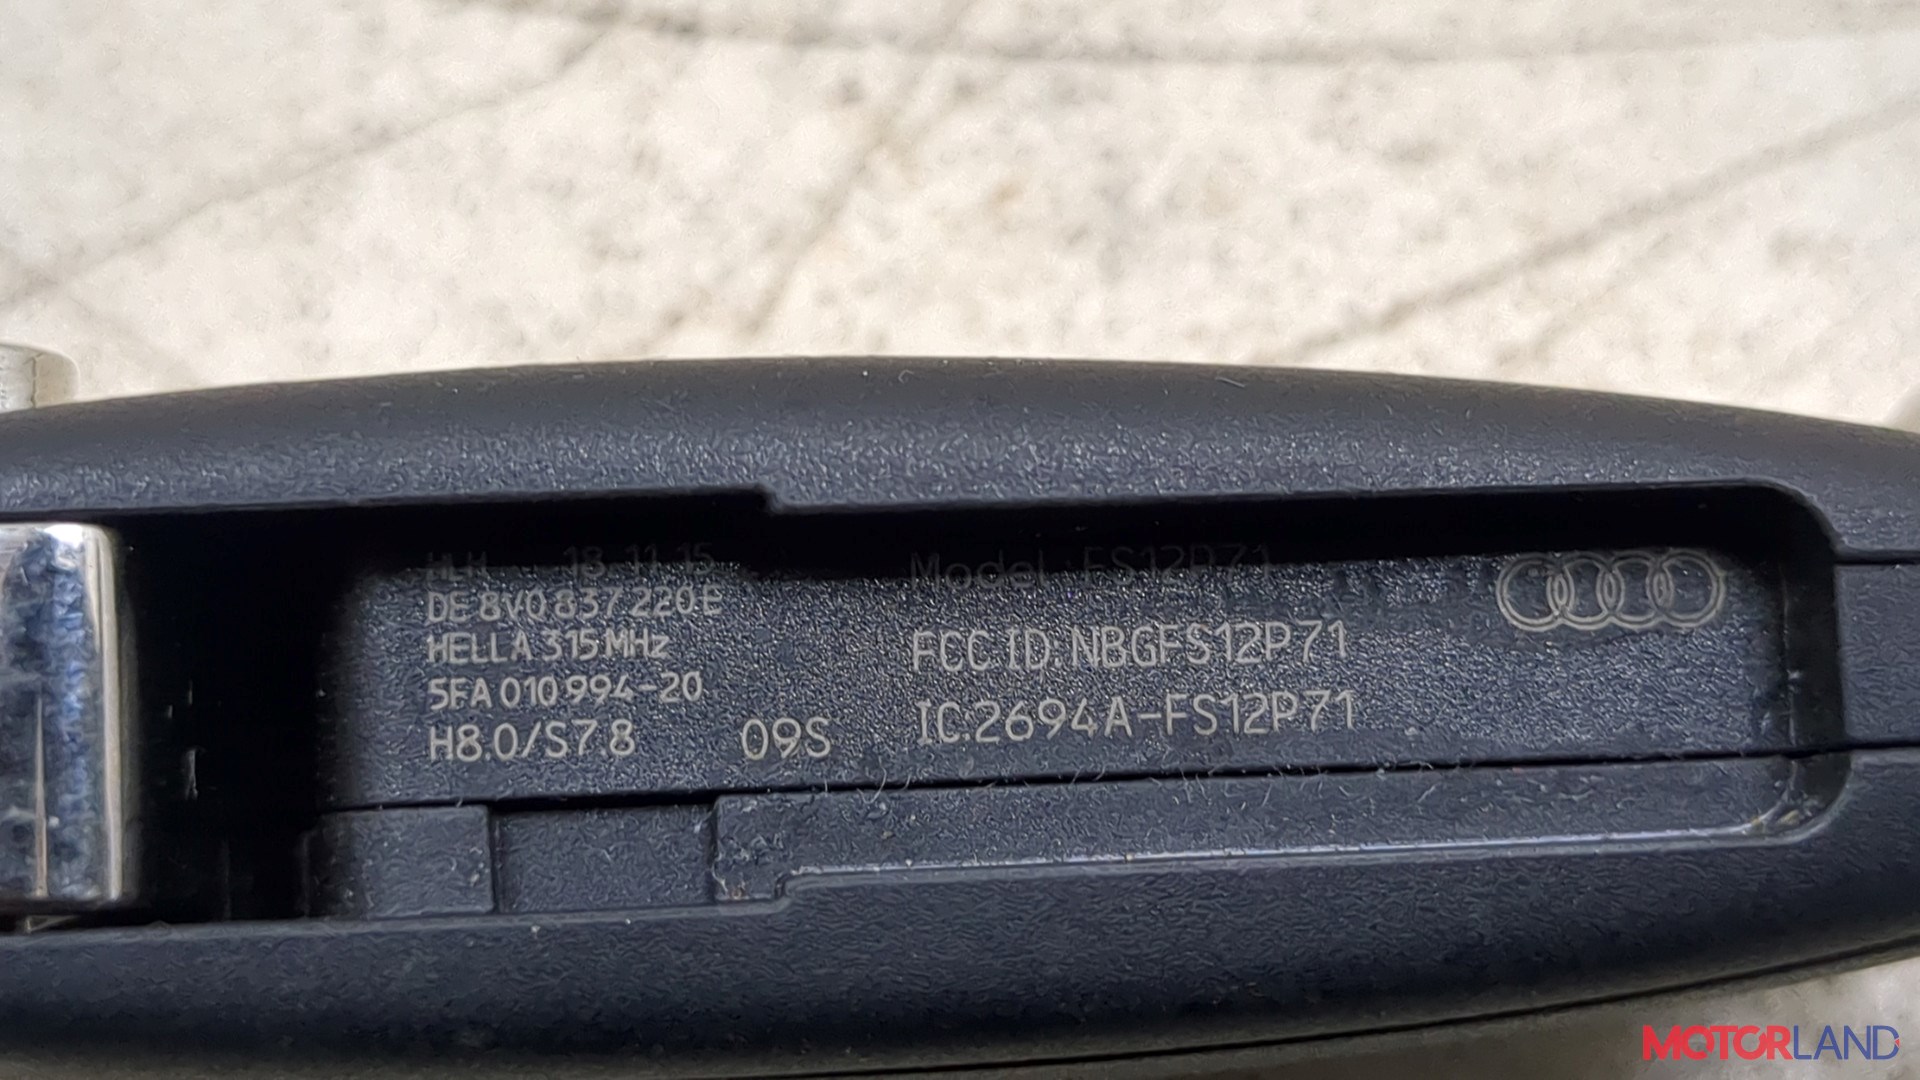 HLH 18.11.15
DE 8V0 837 220 E
HELLA 315 MHz
5FA 010 994-20
H8.0/S7.8 09S
Model: FS12P71
FCC ID: NBGFS12P71
IC:2694A-FS12P71
MOTORLAND